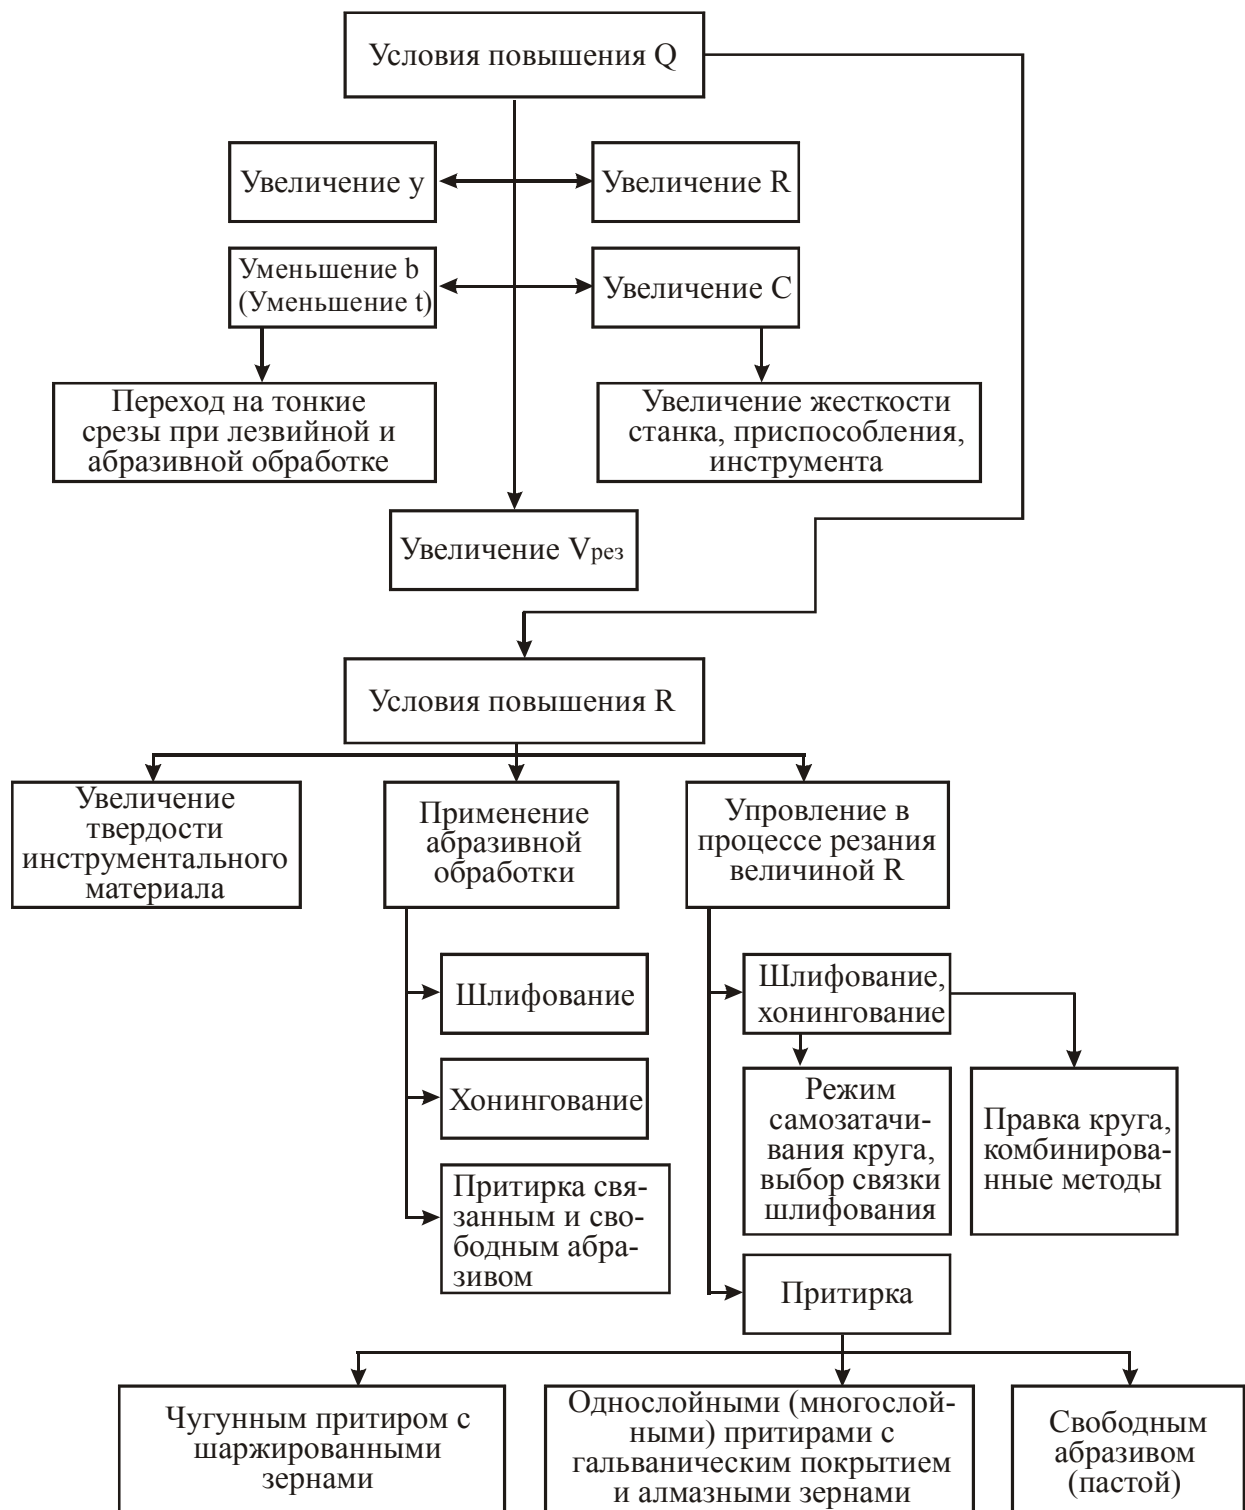 Условия повышения Q
Увеличение y
Увеличение R
Уменьшение b
(Уменьшение t)
Увеличение C
Переход на тонкие
срезы при лезвийной и
абразивной обработке
Увеличение жесткости
станка, приспособления,
инструмента
Увеличение Vрез
Условия повышения R
Увеличение
твердости
инструментального
материала
Применение
абразивной
обработки
Упровление в
процессе резания
величиной R
Шлифование
Шлифование,
хонингование
Хонингование
Режим
самозатачи-
вания круга,
выбор связки
шлифования
Правка круга,
комбинирова-
нные методы
Притирка свя-
занным и сво-
бодным абра-
зивом
Притирка
Чугунным притиром с
шаржированными
зернами
Однослойными (многослой-
ными) притирами с
гальваническим покрытием
и алмазными зернами
Свободным
абразивом
(пастой)